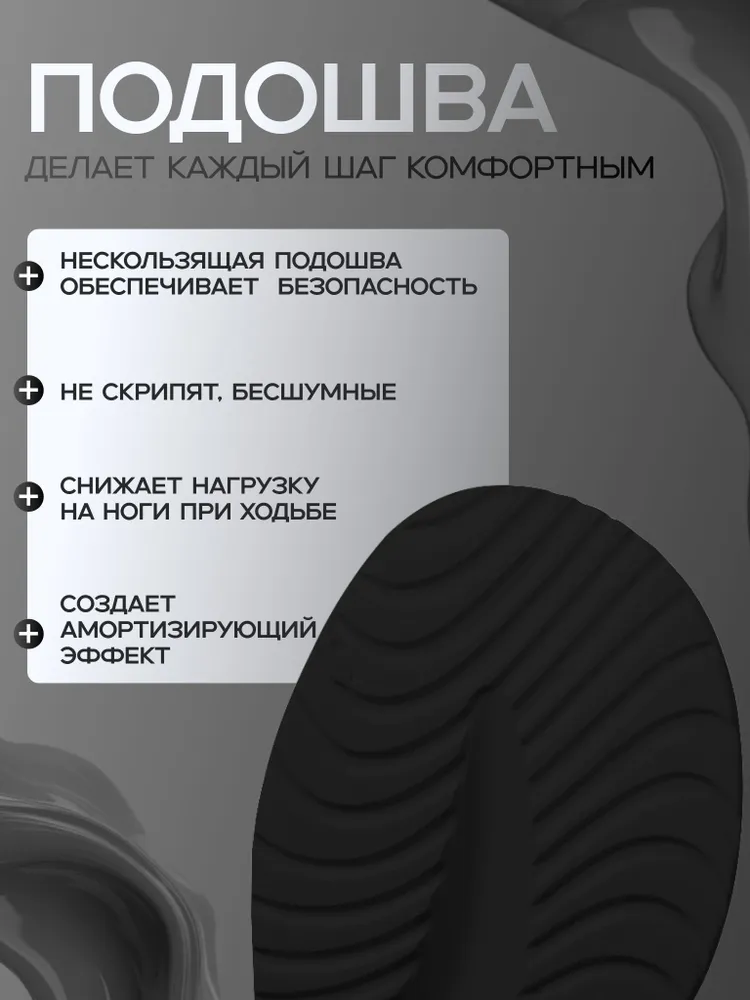 ПОДОШВА
ДЕЛАЕТ КАЖДЫЙ ШАГ КОМФОРТНЫМ
НЕСКОЛЬЗЯЩАЯ ПОДОШВА
ОБЕСПЕЧИВАЕТ БЕЗОПАСНОСТЬ
НЕ СКРИПЯТ, БЕСШУМНЫЕ
СНИЖАЕТ НАГРУЗКУ
НА НОГИ ПРИ ХОДЬБЕ
СОЗДАЕТ
АМОРТИЗИРУЮЩИЙ
ЭФФЕКТ